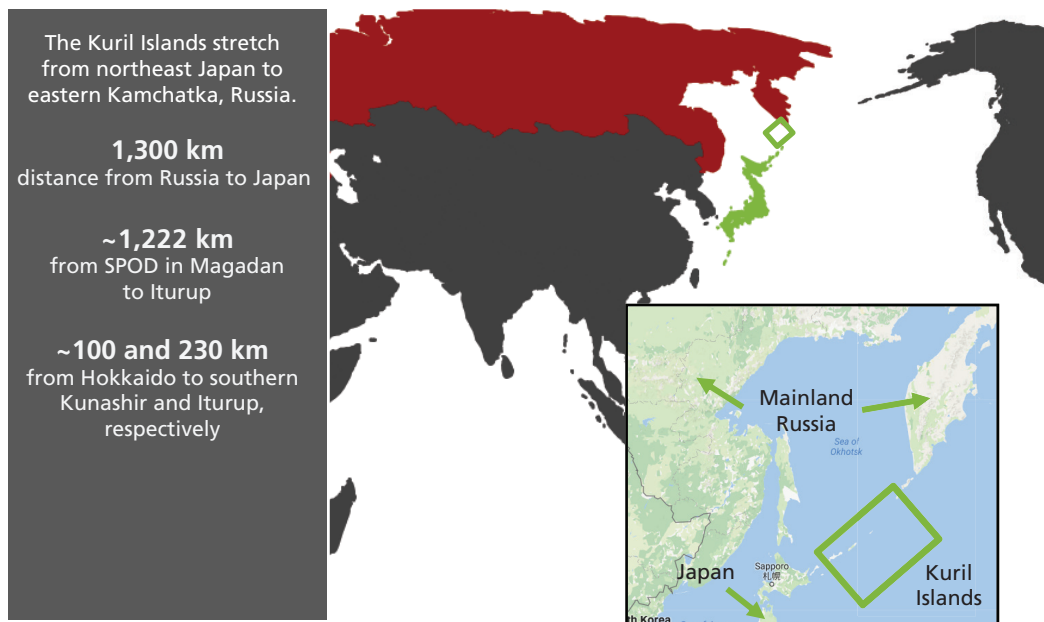 The Kuril Islands stretch
from northeast Japan to
eastern Kamchatka, Russia.
1,300 km
distance from Russia to Japan
~1,222 km
from SPOD in Magadan
to Iturup
~100 and 230 km
from Hokkaido to southern
Kunashir and Iturup,
respectively
Mainland
Russia
Sea of
Okhotsk
Sapporo
札幌
Japan
Kuril
Islands
th Korea